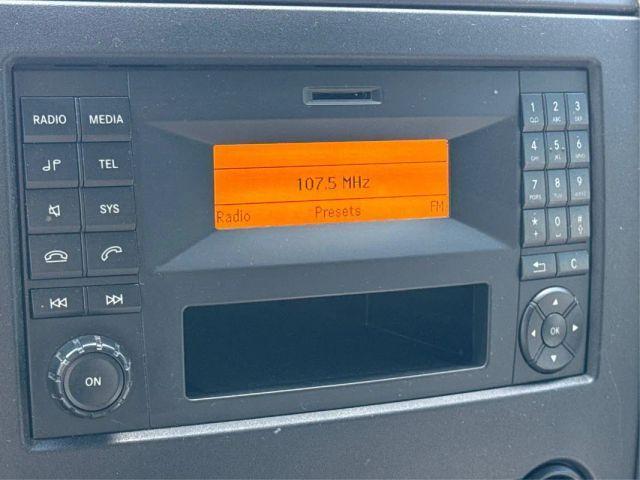 RADIO MEDIA
TEL
SYS
ON
107.5 MHz
Radio Presets FM
1 2 ABC 3 DEF
4 GHI 5 JKL 6 MNO
7 PQRS 8 TUV 9 WXYZ
* 0 #
C
OK